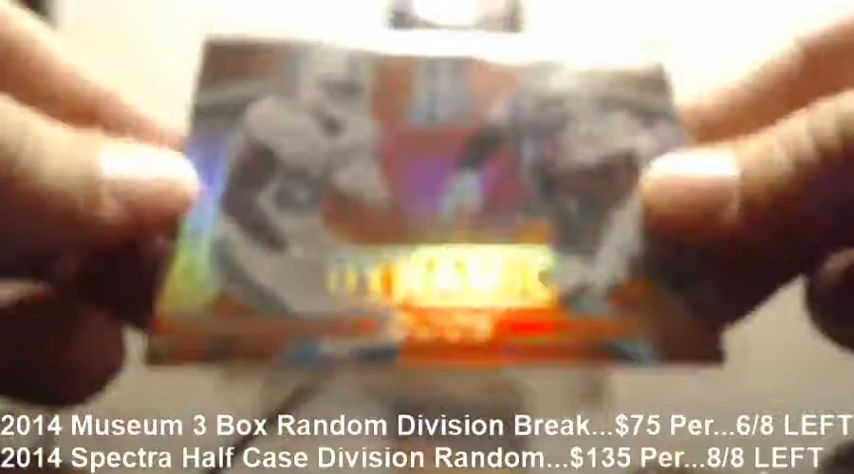 DYNAMIC
2014 Museum 3 Box Random Division Break...$75 Per...6/8 LEFT
2014 Spectra Half Case Division Random...$135 Per...8/8 LEFT